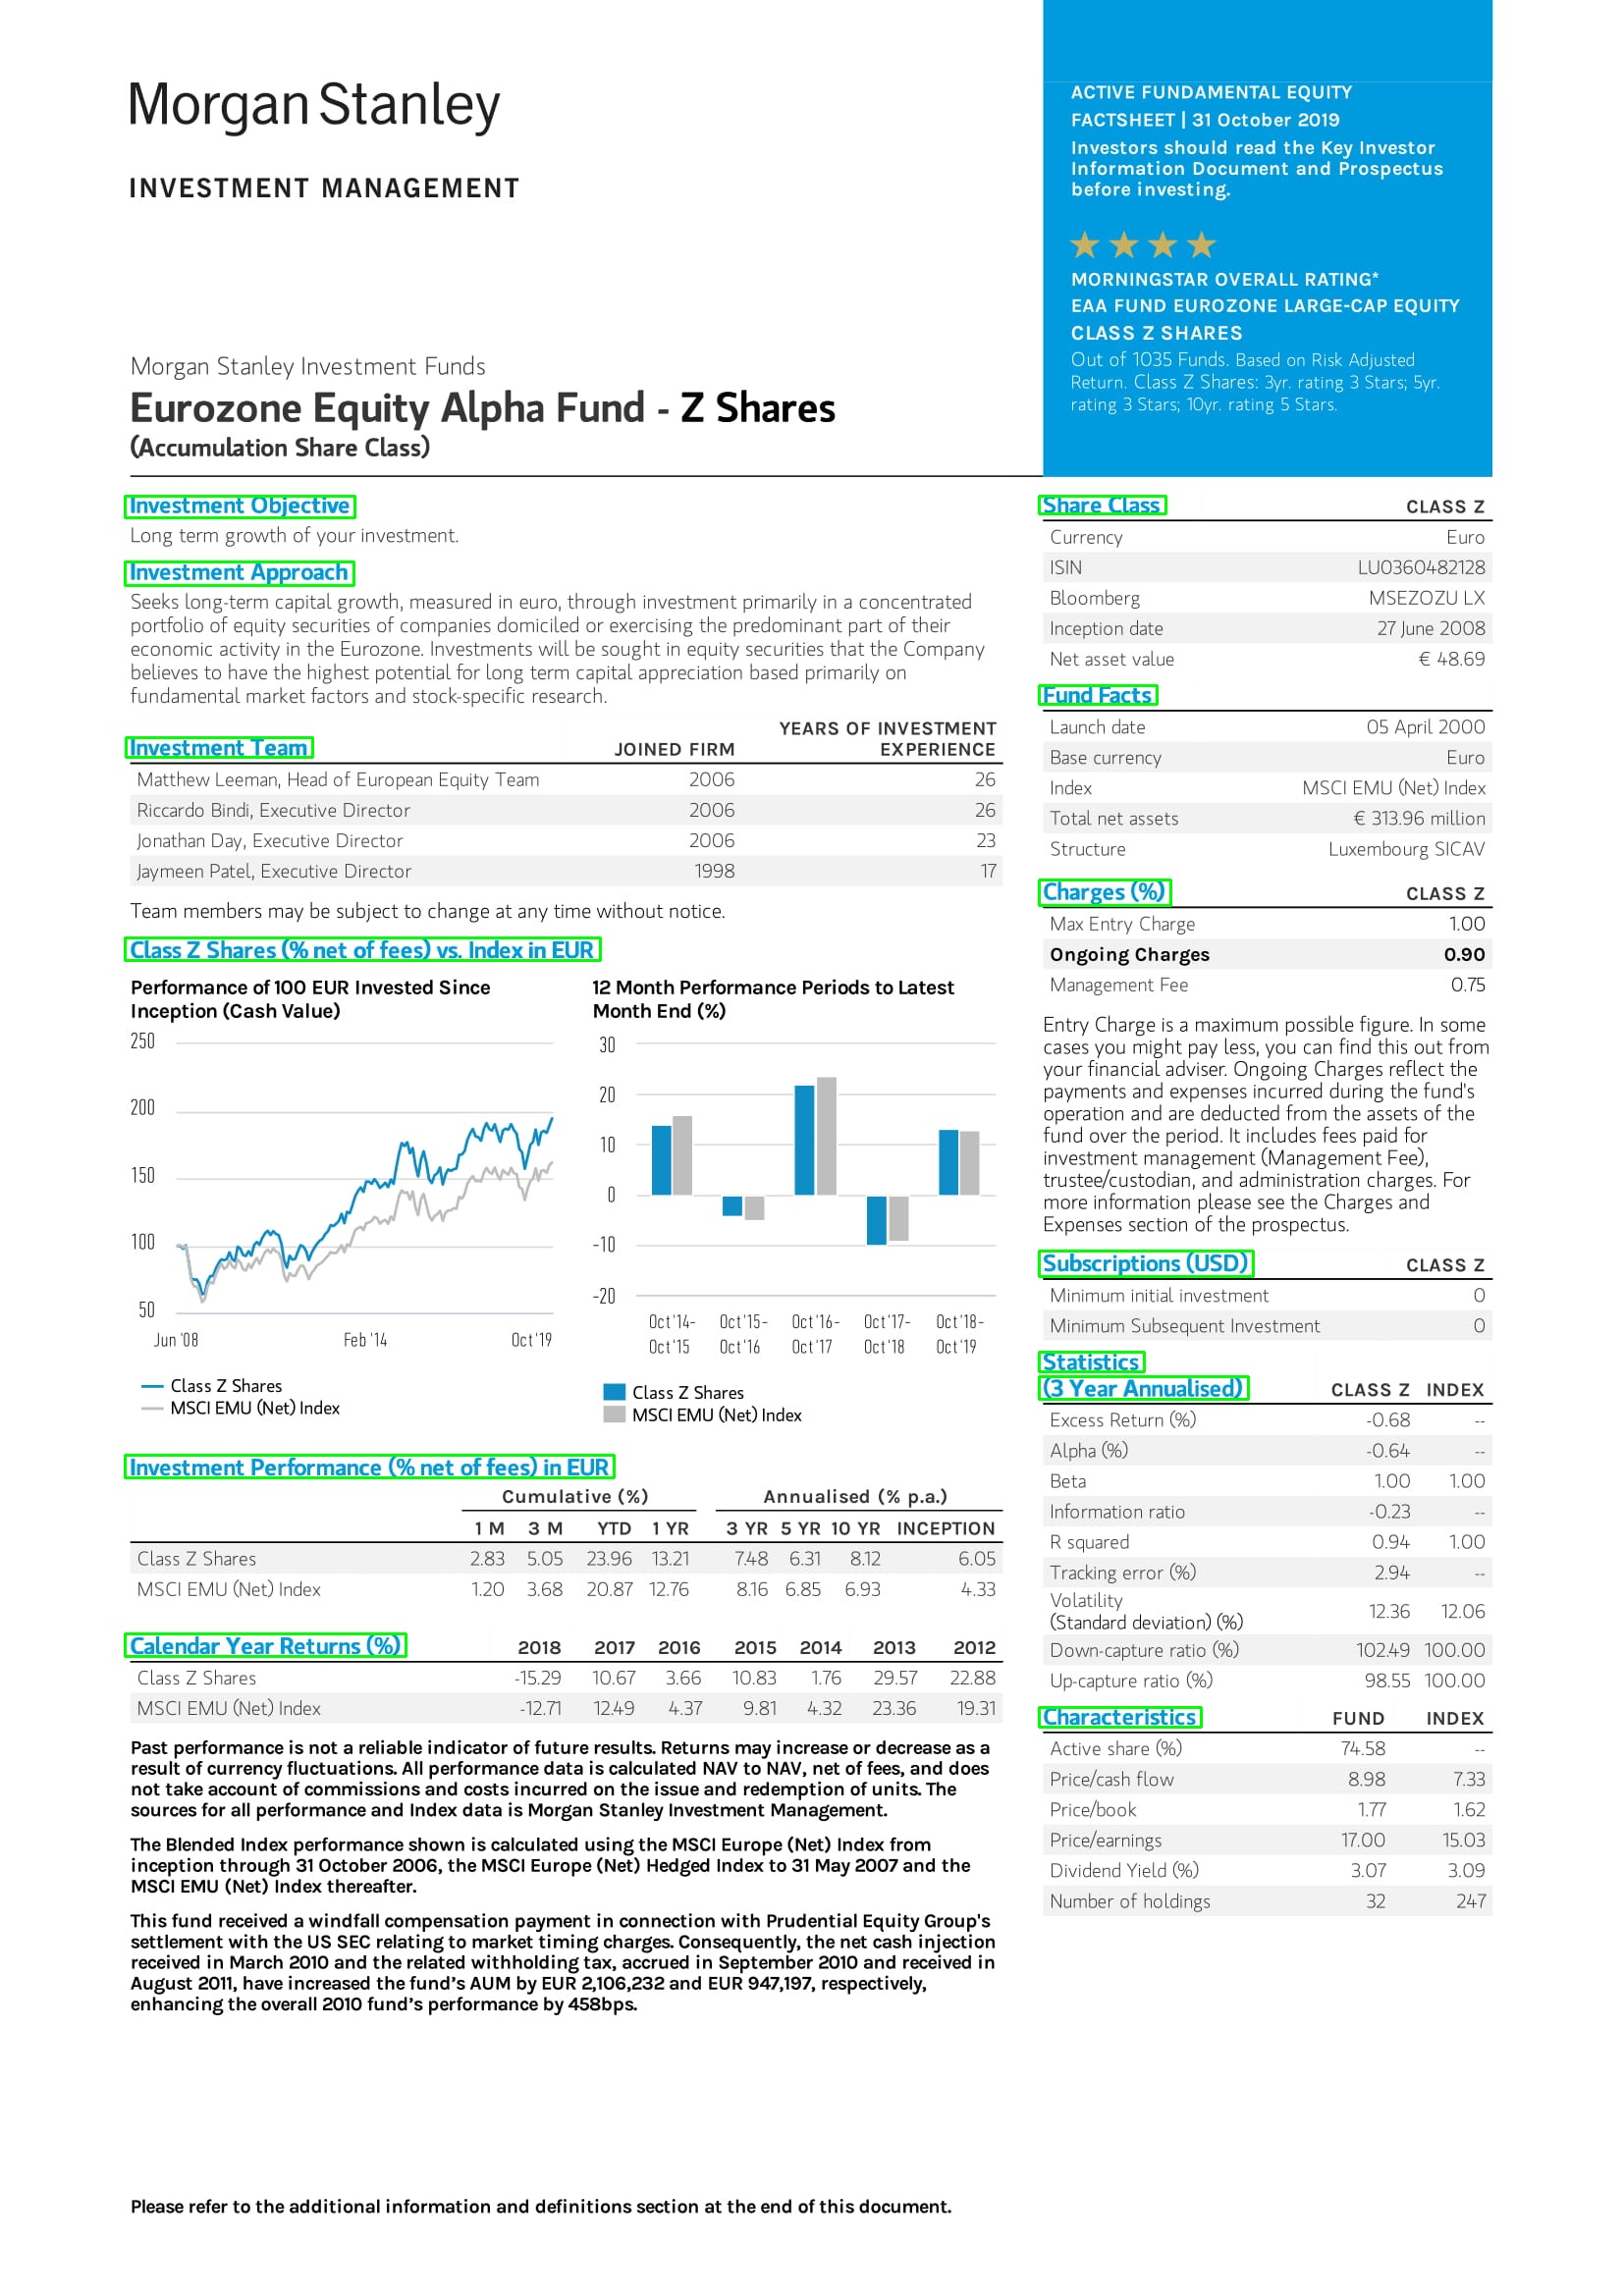 Morgan Stanley
INVESTMENT MANAGEMENT
ACTIVE FUNDAMENTAL EQUITY
FACTSHEET | 31 October 2019
Investors should read the Key Investor
Information Document and Prospectus
before investing.
MORNINGSTAR OVERALL RATING*
EAA FUND EUROZONE LARGE-CAP EQUITY
CLASS Z SHARES
Out of 1035 Funds. Based on Risk Adjusted
Return. Class Z Shares: 3yr. rating 3 Stars; 5yr.
rating 3 Stars; 10yr. rating 5 Stars.
Morgan Stanley Investment Funds
Eurozone Equity Alpha Fund - Z Shares
(Accumulation Share Class)
Investment Objective
Long term growth of your investment.
Investment Approach
Seeks long-term capital growth, measured in euro, through investment primarily in a concentrated
portfolio of equity securities of companies domiciled or exercising the predominant part of their
economic activity in the Eurozone. Investments will be sought in equity securities that the Company
believes to have the highest potential for long term capital appreciation based primarily on
fundamental market factors and stock-specific research.
Investment Team JOINED FIRM YEARS OF INVESTMENT
EXPERIENCE
Matthew Leeman, Head of European Equity Team 2006 26
Riccardo Bindi, Executive Director 2006 26
Jonathan Day, Executive Director 2006 23
Jaymeen Patel, Executive Director 1998 17
Team members may be subject to change at any time without notice.
Class Z Shares (% net of fees) vs. Index in EUR
Performance of 100 EUR Invested Since
Inception (Cash Value)
250
200
150
100
50
Jun '08 Feb '14 Oct '19
Class Z Shares
MSCI EMU (Net) Index
12 Month Performance Periods to Latest
Month End (%)
30
20
10
0
-10
-20
Oct '14- Oct '15- Oct '16- Oct '17- Oct '18-
Oct '15 Oct '16 Oct '17 Oct '18 Oct '19
Class Z Shares
MSCI EMU (Net) Index
Investment Performance (% net of fees) in EUR
Cumulative (%) Annualised (% p.a.)
1 M 3 M YTD 1 YR 3 YR 5 YR 10 YR INCEPTION
Class Z Shares 2.83 5.05 23.96 13.21 7.48 6.31 8.12 6.05
MSCI EMU (Net) Index 1.20 3.68 20.87 12.76 8.16 6.85 6.93 4.33
Calendar Year Returns (%) 2018 2017 2016 2015 2014 2013 2012
Class Z Shares -15.29 10.67 3.66 10.83 1.76 29.57 22.88
MSCI EMU (Net) Index -12.71 12.49 4.37 9.81 4.32 23.36 19.31
Past performance is not a reliable indicator of future results. Returns may increase or decrease as a
result of currency fluctuations. All performance data is calculated NAV to NAV, net of fees, and does
not take account of commissions and costs incurred on the issue and redemption of units. The
sources for all performance and Index data is Morgan Stanley Investment Management.
The Blended Index performance shown is calculated using the MSCI Europe (Net) Index from
inception through 31 October 2006, the MSCI Europe (Net) Hedged Index to 31 May 2007 and the
MSCI EMU (Net) Index thereafter.
This fund received a windfall compensation payment in connection with Prudential Equity Group's
settlement with the US SEC relating to market timing charges. Consequently, the net cash injection
received in March 2010 and the related withholding tax, accrued in September 2010 and received in
August 2011, have increased the fund's AUM by EUR 2,106,232 and EUR 947,197, respectively,
enhancing the overall 2010 fund's performance by 458bps.
Share Class CLASS Z
Currency Euro
ISIN LU0360482128
Bloomberg MSEZOZU LX
Inception date 27 June 2008
Net asset value € 48.69
Fund Facts
Launch date 05 April 2000
Base currency Euro
Index MSCI EMU (Net) Index
Total net assets € 313.96 million
Structure Luxembourg SICAV
Charges (%) CLASS Z
Max Entry Charge 1.00
Ongoing Charges 0.90
Management Fee 0.75
Entry Charge is a maximum possible figure. In some
cases you might pay less, you can find this out from
your financial adviser. Ongoing Charges reflect the
payments and expenses incurred during the fund's
operation and are deducted from the assets of the
fund over the period. It includes fees paid for
investment management (Management Fee),
trustee/custodian, and administration charges. For
more information please see the Charges and
Expenses section of the prospectus.
Subscriptions (USD) CLASS Z
Minimum initial investment 0
Minimum Subsequent Investment 0
Statistics
(3 Year Annualised) CLASS Z INDEX
Excess Return (%) -0.68 --
Alpha (%) -0.64 --
Beta 1.00 1.00
Information ratio -0.23 --
R squared 0.94 1.00
Tracking error (%) 2.94 --
Volatility
(Standard deviation) (%) 12.36 12.06
Down-capture ratio (%) 102.49 100.00
Up-capture ratio (%) 98.55 100.00
Characteristics FUND INDEX
Active share (%) 74.58 --
Price/cash flow 8.98 7.33
Price/book 1.77 1.62
Price/earnings 17.00 15.03
Dividend Yield (%) 3.07 3.09
Number of holdings 32 247
Please refer to the additional information and definitions section at the end of this document.